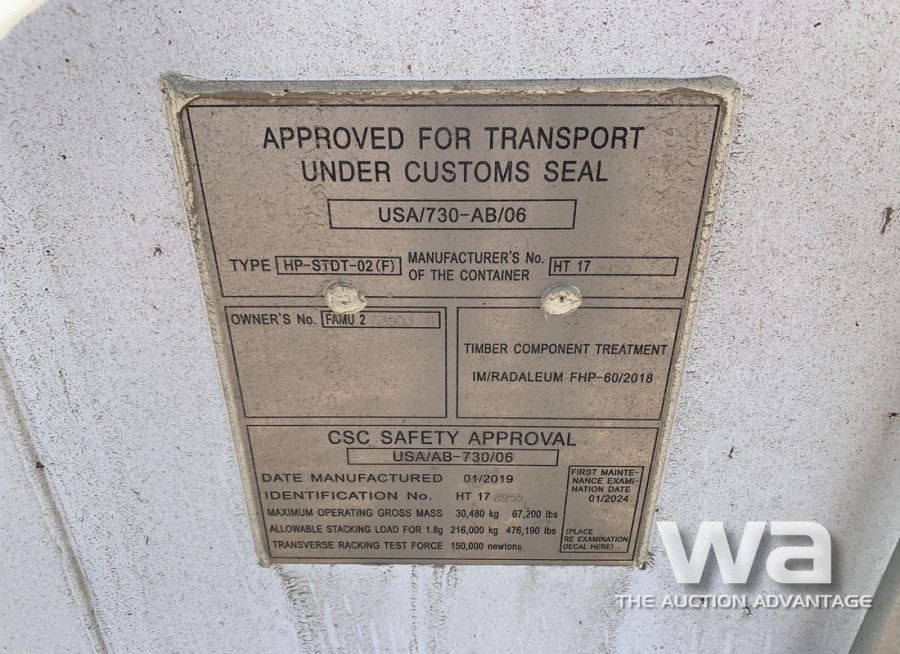 APPROVED FOR TRANSPORT
UNDER CUSTOMS SEAL
USA/730-AB/06
TYPE HP-STDT-02(F) MANUFACTURER'S No. OF THE CONTAINER HT 17
OWNER'S No. FAMU 2
TIMBER COMPONENT TREATMENT
IM/RADALEUM FHP-60/2018
CSC SAFETY APPROVAL
USA/AB-730/06
DATE MANUFACTURED 01/2019
IDENTIFICATION No. HT 17
MAXIMUM OPERATING GROSS MASS 30,480 kg 67,200 lbs
ALLOWABLE STACKING LOAD FOR 1.8g 216,000 kg 476,190 lbs
TRANSVERSE RACKING TEST FORCE 150,000 newtons
FIRST MAINTE-
NANCE EXAMI-
NATION DATE
01/2024
(PLACE
RE EXAMINATION
DECAL HERE)
wa
THE AUCTION ADVANTAGE